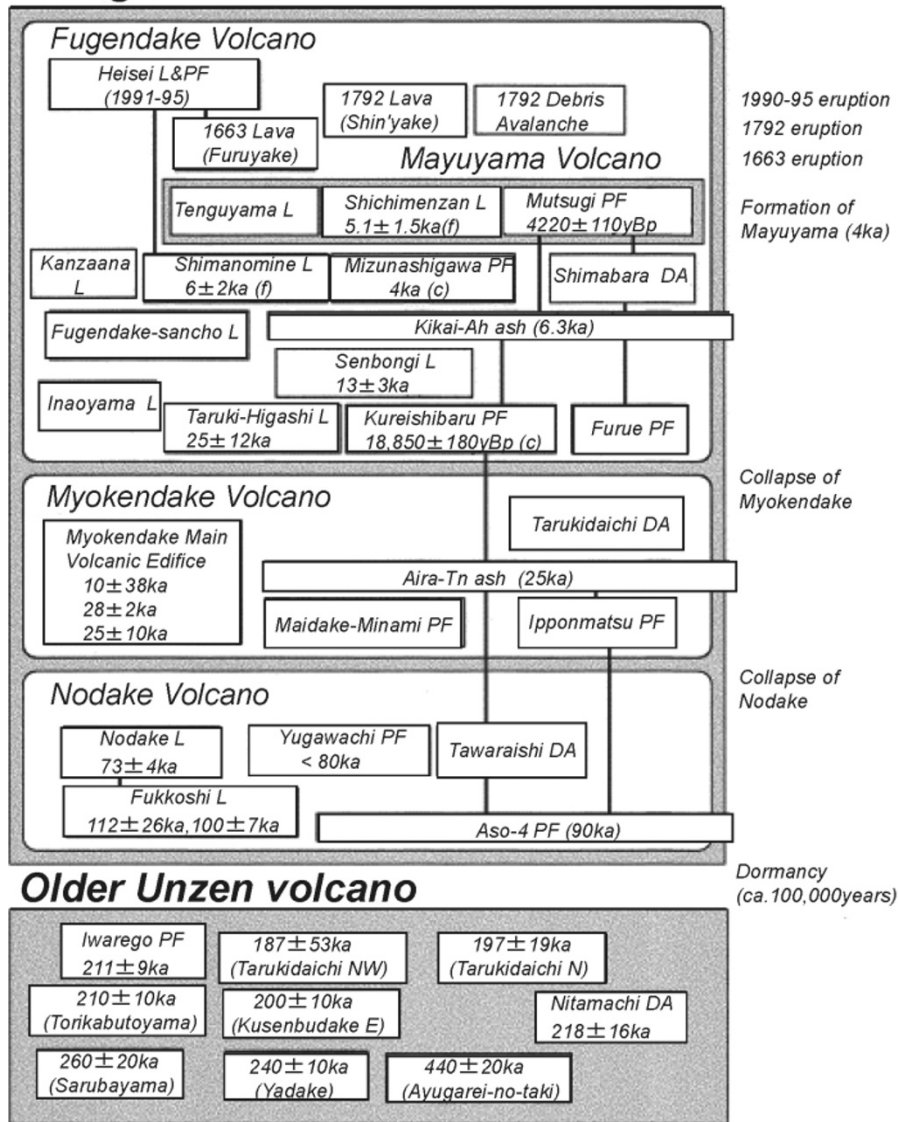 Fugendake Volcano
Heisei L&PF
(1991-95)
1792 Lava
(Shin'yake)
1792 Debris
Avalanche
1990-95 eruption
1792 eruption
1663 eruption
1663 Lava
(Furuyake)
Mayuyama Volcano
Tenguyama L
Shichimenzan L
5.1±1.5ka(f)
Mutsugi PF
4220±110yBp
Formation of
Mayuyama (4ka)
Kanzaana
L
Shimanomine L
6±2ka (f)
Mizunashigawa PF
4ka (c)
Shimabara DA
Fugendake-sancho L
Kikai-Ah ash (6.3ka)
Senbongi L
13±3ka
Inaoyama L
Taruki-Higashi L
25±12ka
Kureishibaru PF
18,850±180yBp (c)
Furue PF
Collapse of
Myokendake
Myokendake Volcano
Tarukidaichi DA
Myokendake Main
Volcanic Edifice
10±38ka
28±2ka
25±10ka
Aira-Tn ash (25ka)
Maidake-Minami PF
Ipponmatsu PF
Collapse of
Nodake
Nodake Volcano
Nodake L
73±4ka
Yugawachi PF
< 80ka
Tawaraishi DA
Fukkoshi L
112±26ka,100±7ka
Aso-4 PF (90ka)
Dormancy
(ca.100,000years)
Older Unzen volcano
Iwarego PF
211±9ka
187±53ka
(Tarukidaichi NW)
197±19ka
(Tarukidaichi N)
210±10ka
(Torikabutoyama)
200±10ka
(Kusenbudake E)
Nitamachi DA
218±16ka
260±20ka
(Sarubayama)
240±10ka
(Yadake)
440±20ka
(Ayugarei-no-taki)